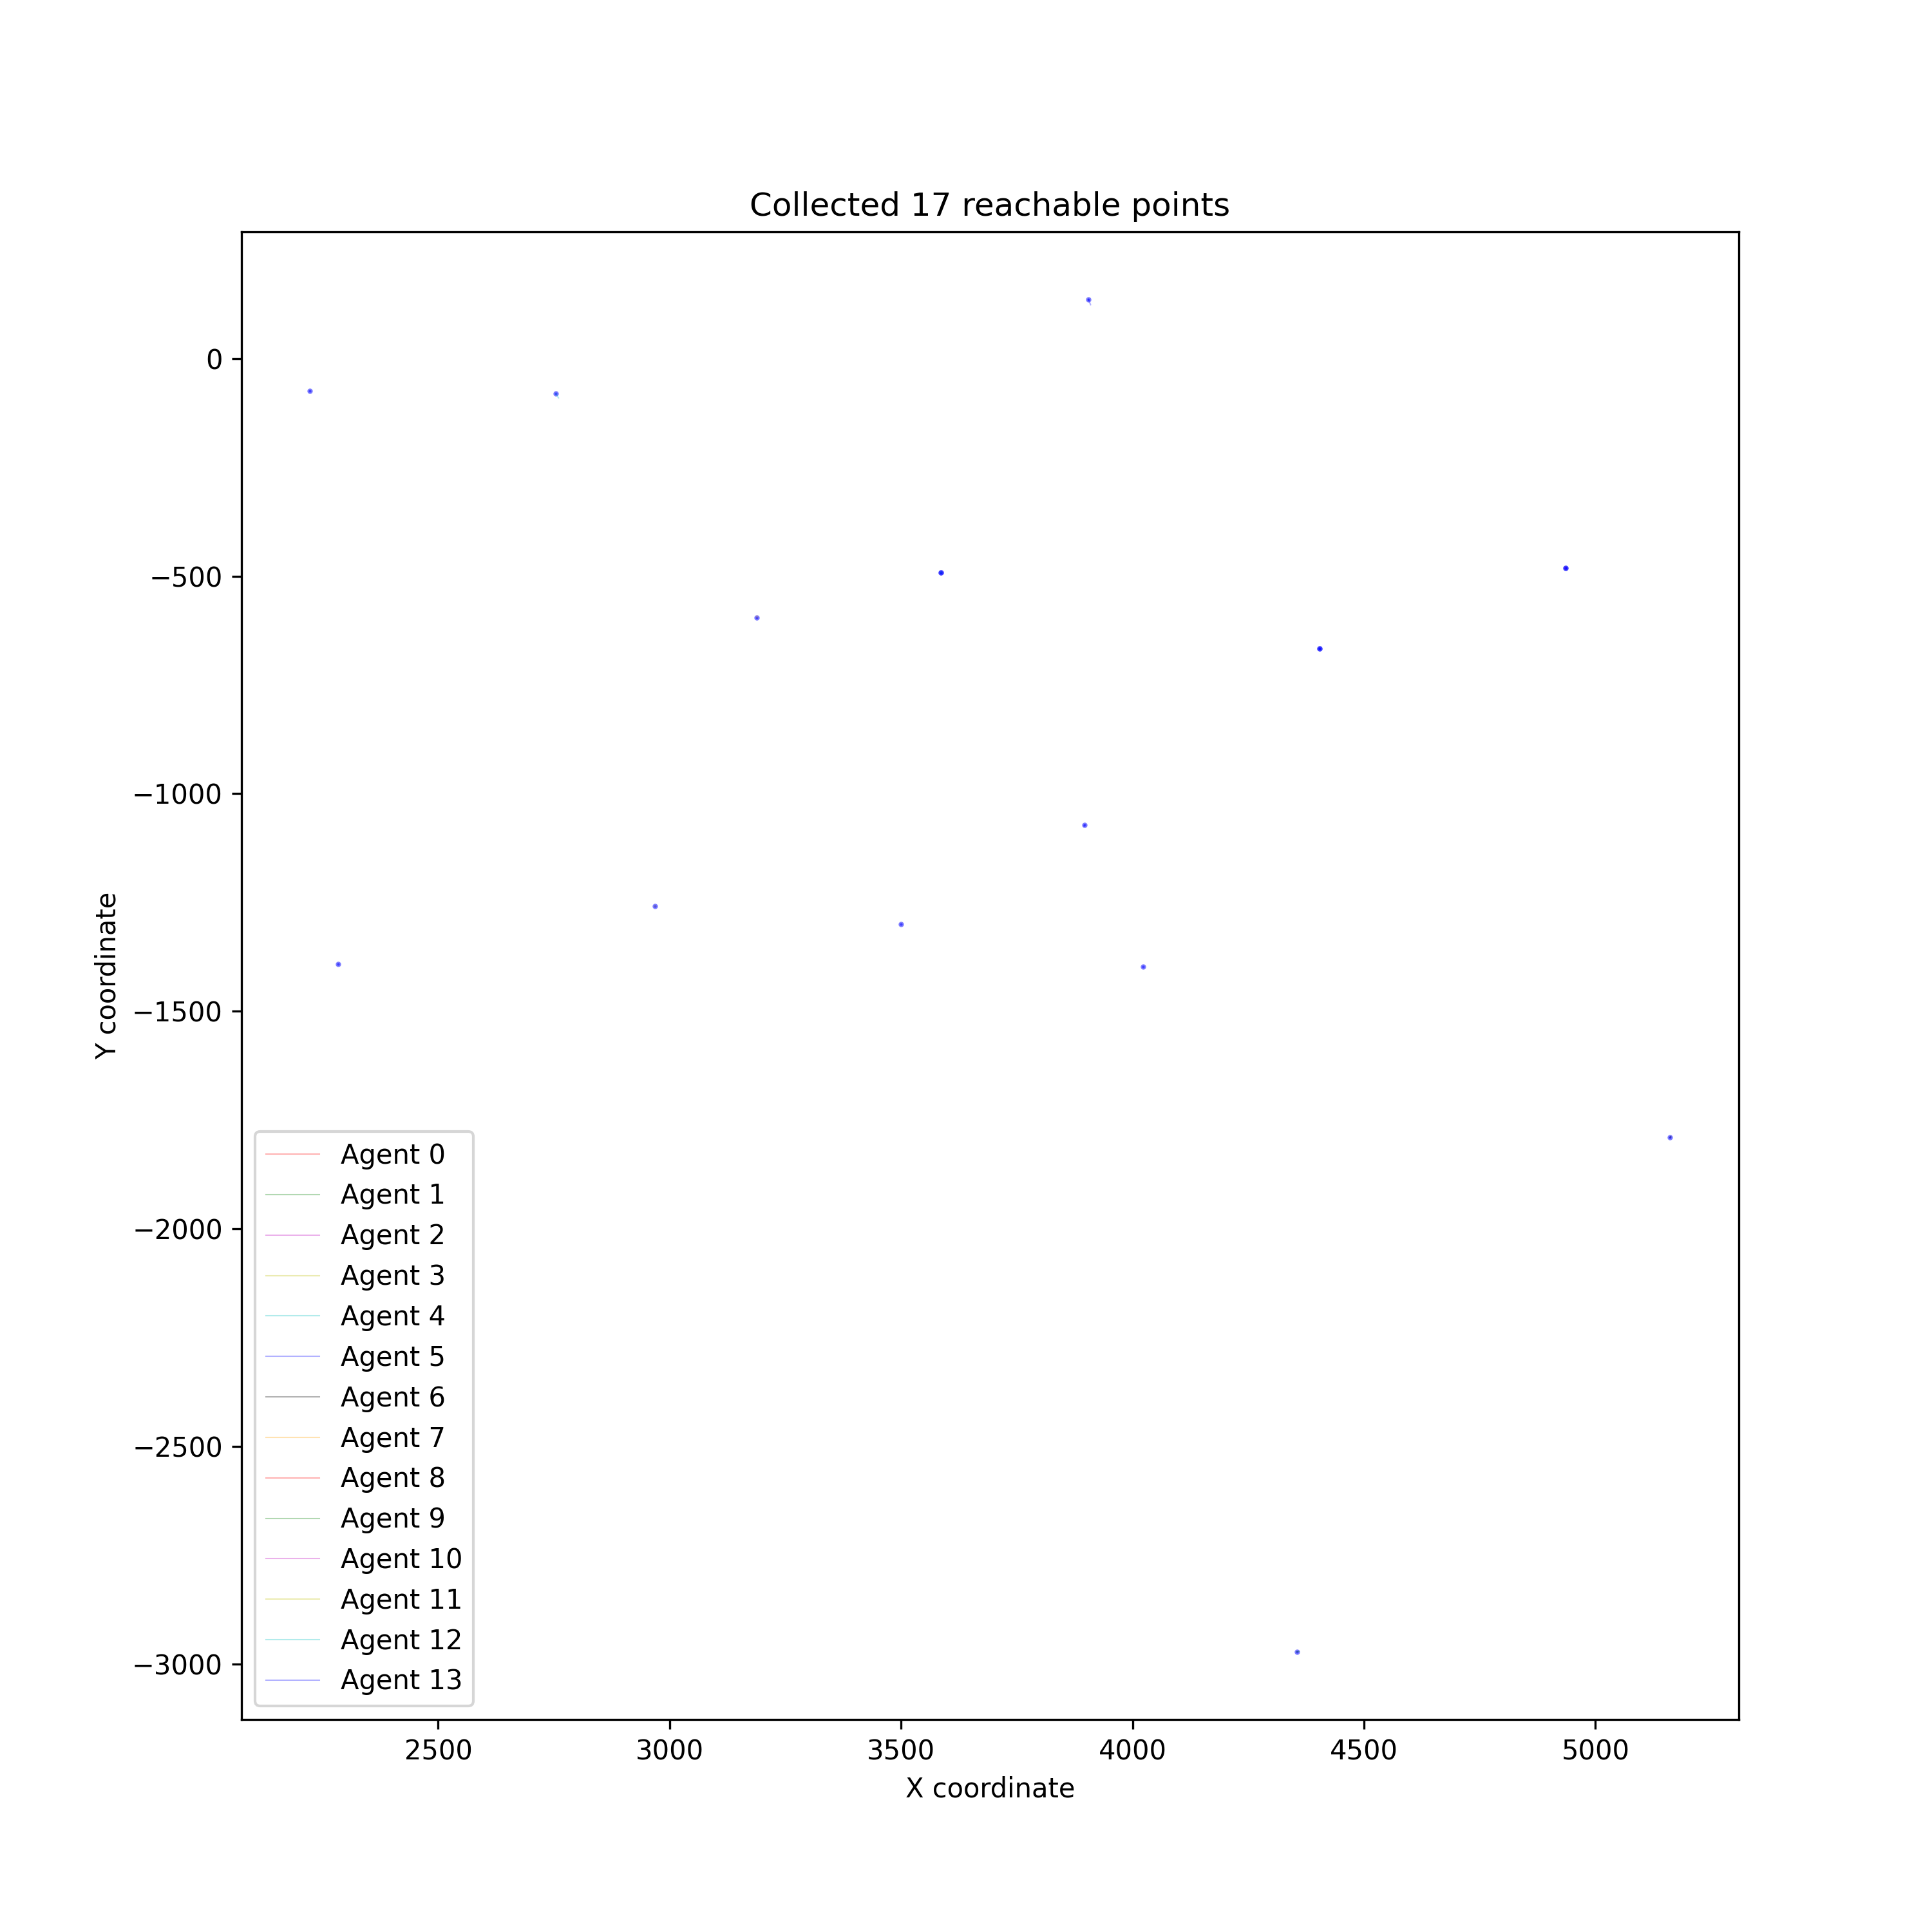 Collected 17 reachable points
0
−500
−1000
−1500
−2000
−2500
−3000
Y coordinate
Agent 0
Agent 1
Agent 2
Agent 3
Agent 4
Agent 5
Agent 6
Agent 7
Agent 8
Agent 9
Agent 10
Agent 11
Agent 12
Agent 13
2500 3000 3500 4000 4500 5000
X coordinate